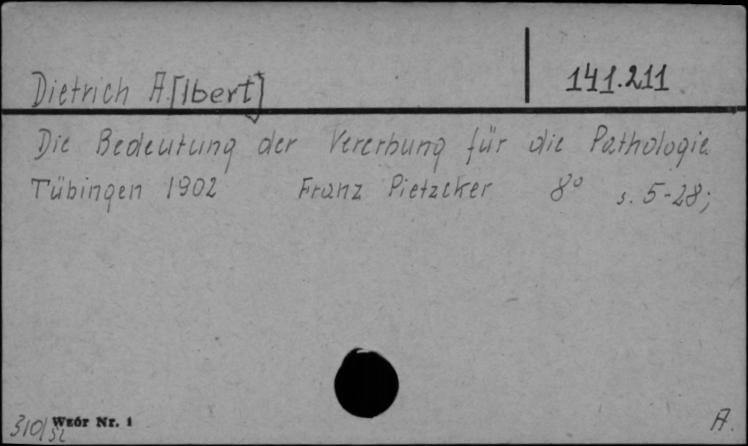 Dietrich A.[lbert]
141.211
Die Bedeutung der Vererbung für die Pathologie
Tübingen 1902 Franz Pietzcker 8° s. 5-28;
Wzór Nr. 1
310/52
A.